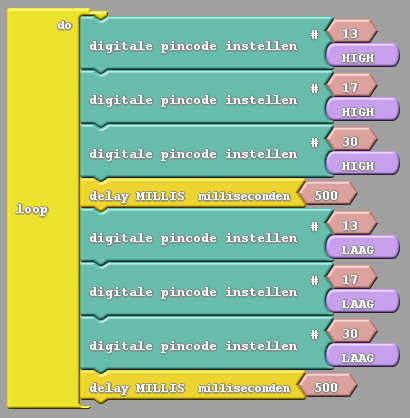 do
digitale pincode instellen # 13
HIGH
digitale pincode instellen # 17
HIGH
digitale pincode instellen # 30
HIGH
delay MILLIS milliseconden 500
loop
digitale pincode instellen # 13
LAAG
digitale pincode instellen # 17
LAAG
digitale pincode instellen # 30
LAAG
delay MILLIS milliseconden 500